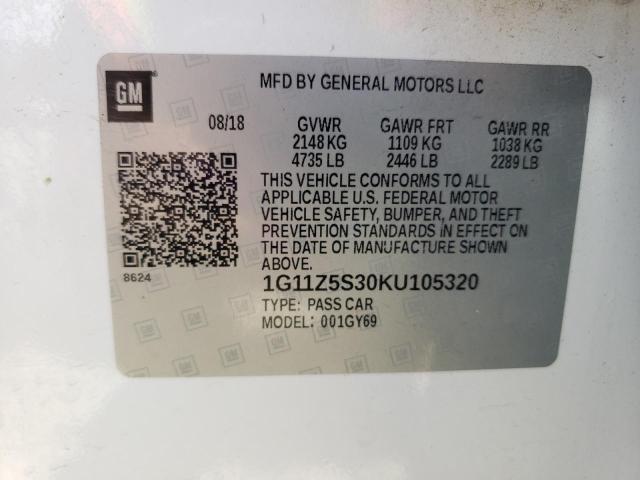 GM
MFD BY GENERAL MOTORS LLC
08/18 GVWR GAWR FRT GAWR RR
2148 KG 1109 KG 1038 KG
4735 LB 2446 LB 2289 LB
THIS VEHICLE CONFORMS TO ALL
APPLICABLE U.S. FEDERAL MOTOR
VEHICLE SAFETY, BUMPER, AND THEFT
PREVENTION STANDARDS IN EFFECT ON
THE DATE OF MANUFACTURE SHOWN
ABOVE.
8624
1G11Z5S30KU105320
TYPE: PASS CAR
MODEL: 001GY69